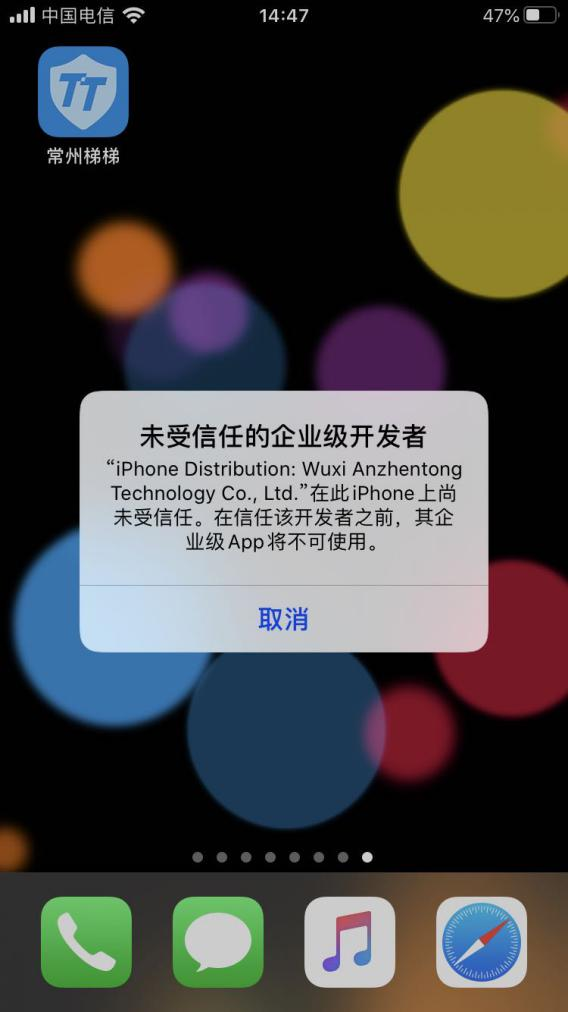 中国电信 14:47 47%
TT
常州梯梯
未受信任的企业级开发者
“iPhone Distribution: Wuxi Anzhentong
Technology Co., Ltd.”在此iPhone上尚
未受信任。在信任该开发者之前，其企
业级App将不可使用。
取消